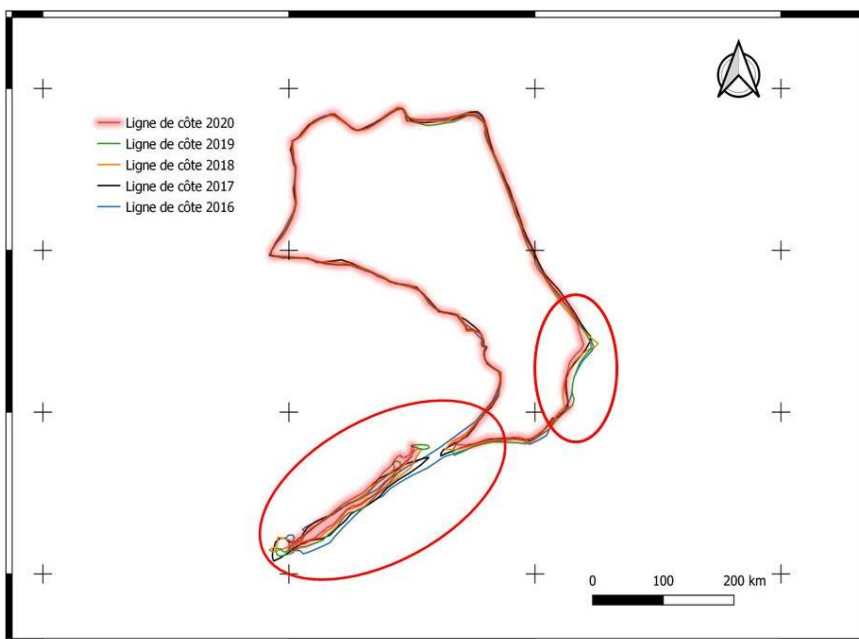 Ligne de côte 2020
Ligne de côte 2019
Ligne de côte 2018
Ligne de côte 2017
Ligne de côte 2016
0 100 200 km